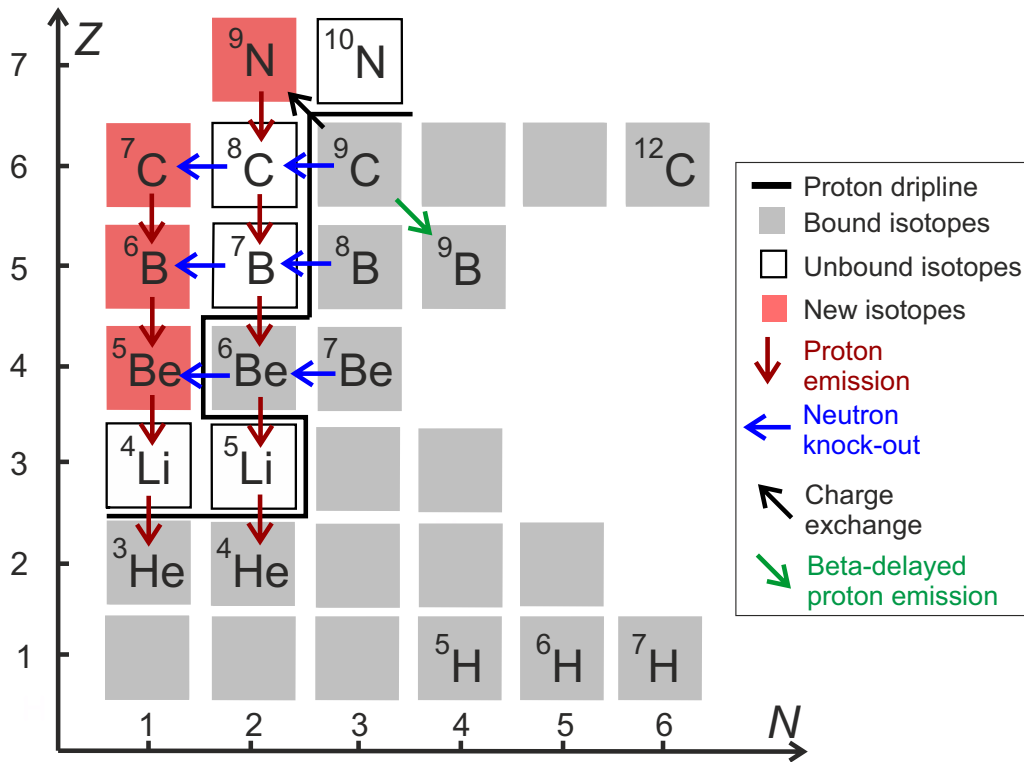 Z
7
⁹N
¹⁰N
6
⁷C
⁸C
⁹C
¹²C
5
⁶B
⁷B
⁸B
⁹B
4
⁵Be
⁶Be
⁷Be
3
⁴Li
⁵Li
2
³He
⁴He
1
⁵H
⁶H
⁷H
1
2
3
4
5
6
N
Proton dripline
Bound isotopes
Unbound isotopes
New isotopes
Proton
emission
Neutron
knock-out
Charge
exchange
Beta-delayed
proton emission